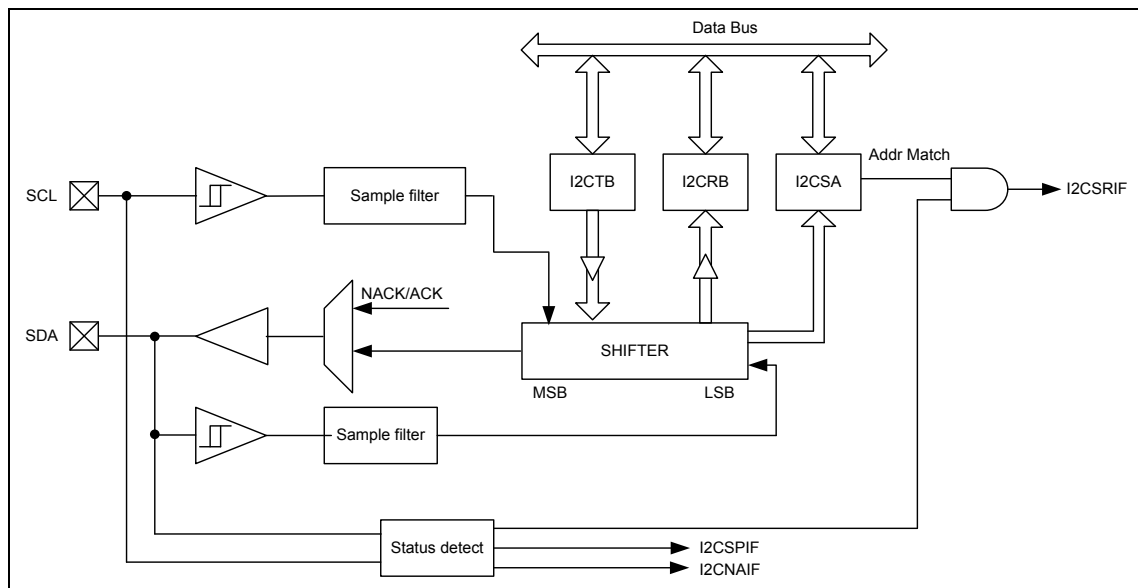 Data Bus
I2CTB
I2CRB
I2CSA
Addr Match
I2CSRIF
SCL
Sample filter
NACK/ACK
SDA
SHIFTER
MSB
LSB
Sample filter
Status detect
I2CSPIF
I2CNAIF